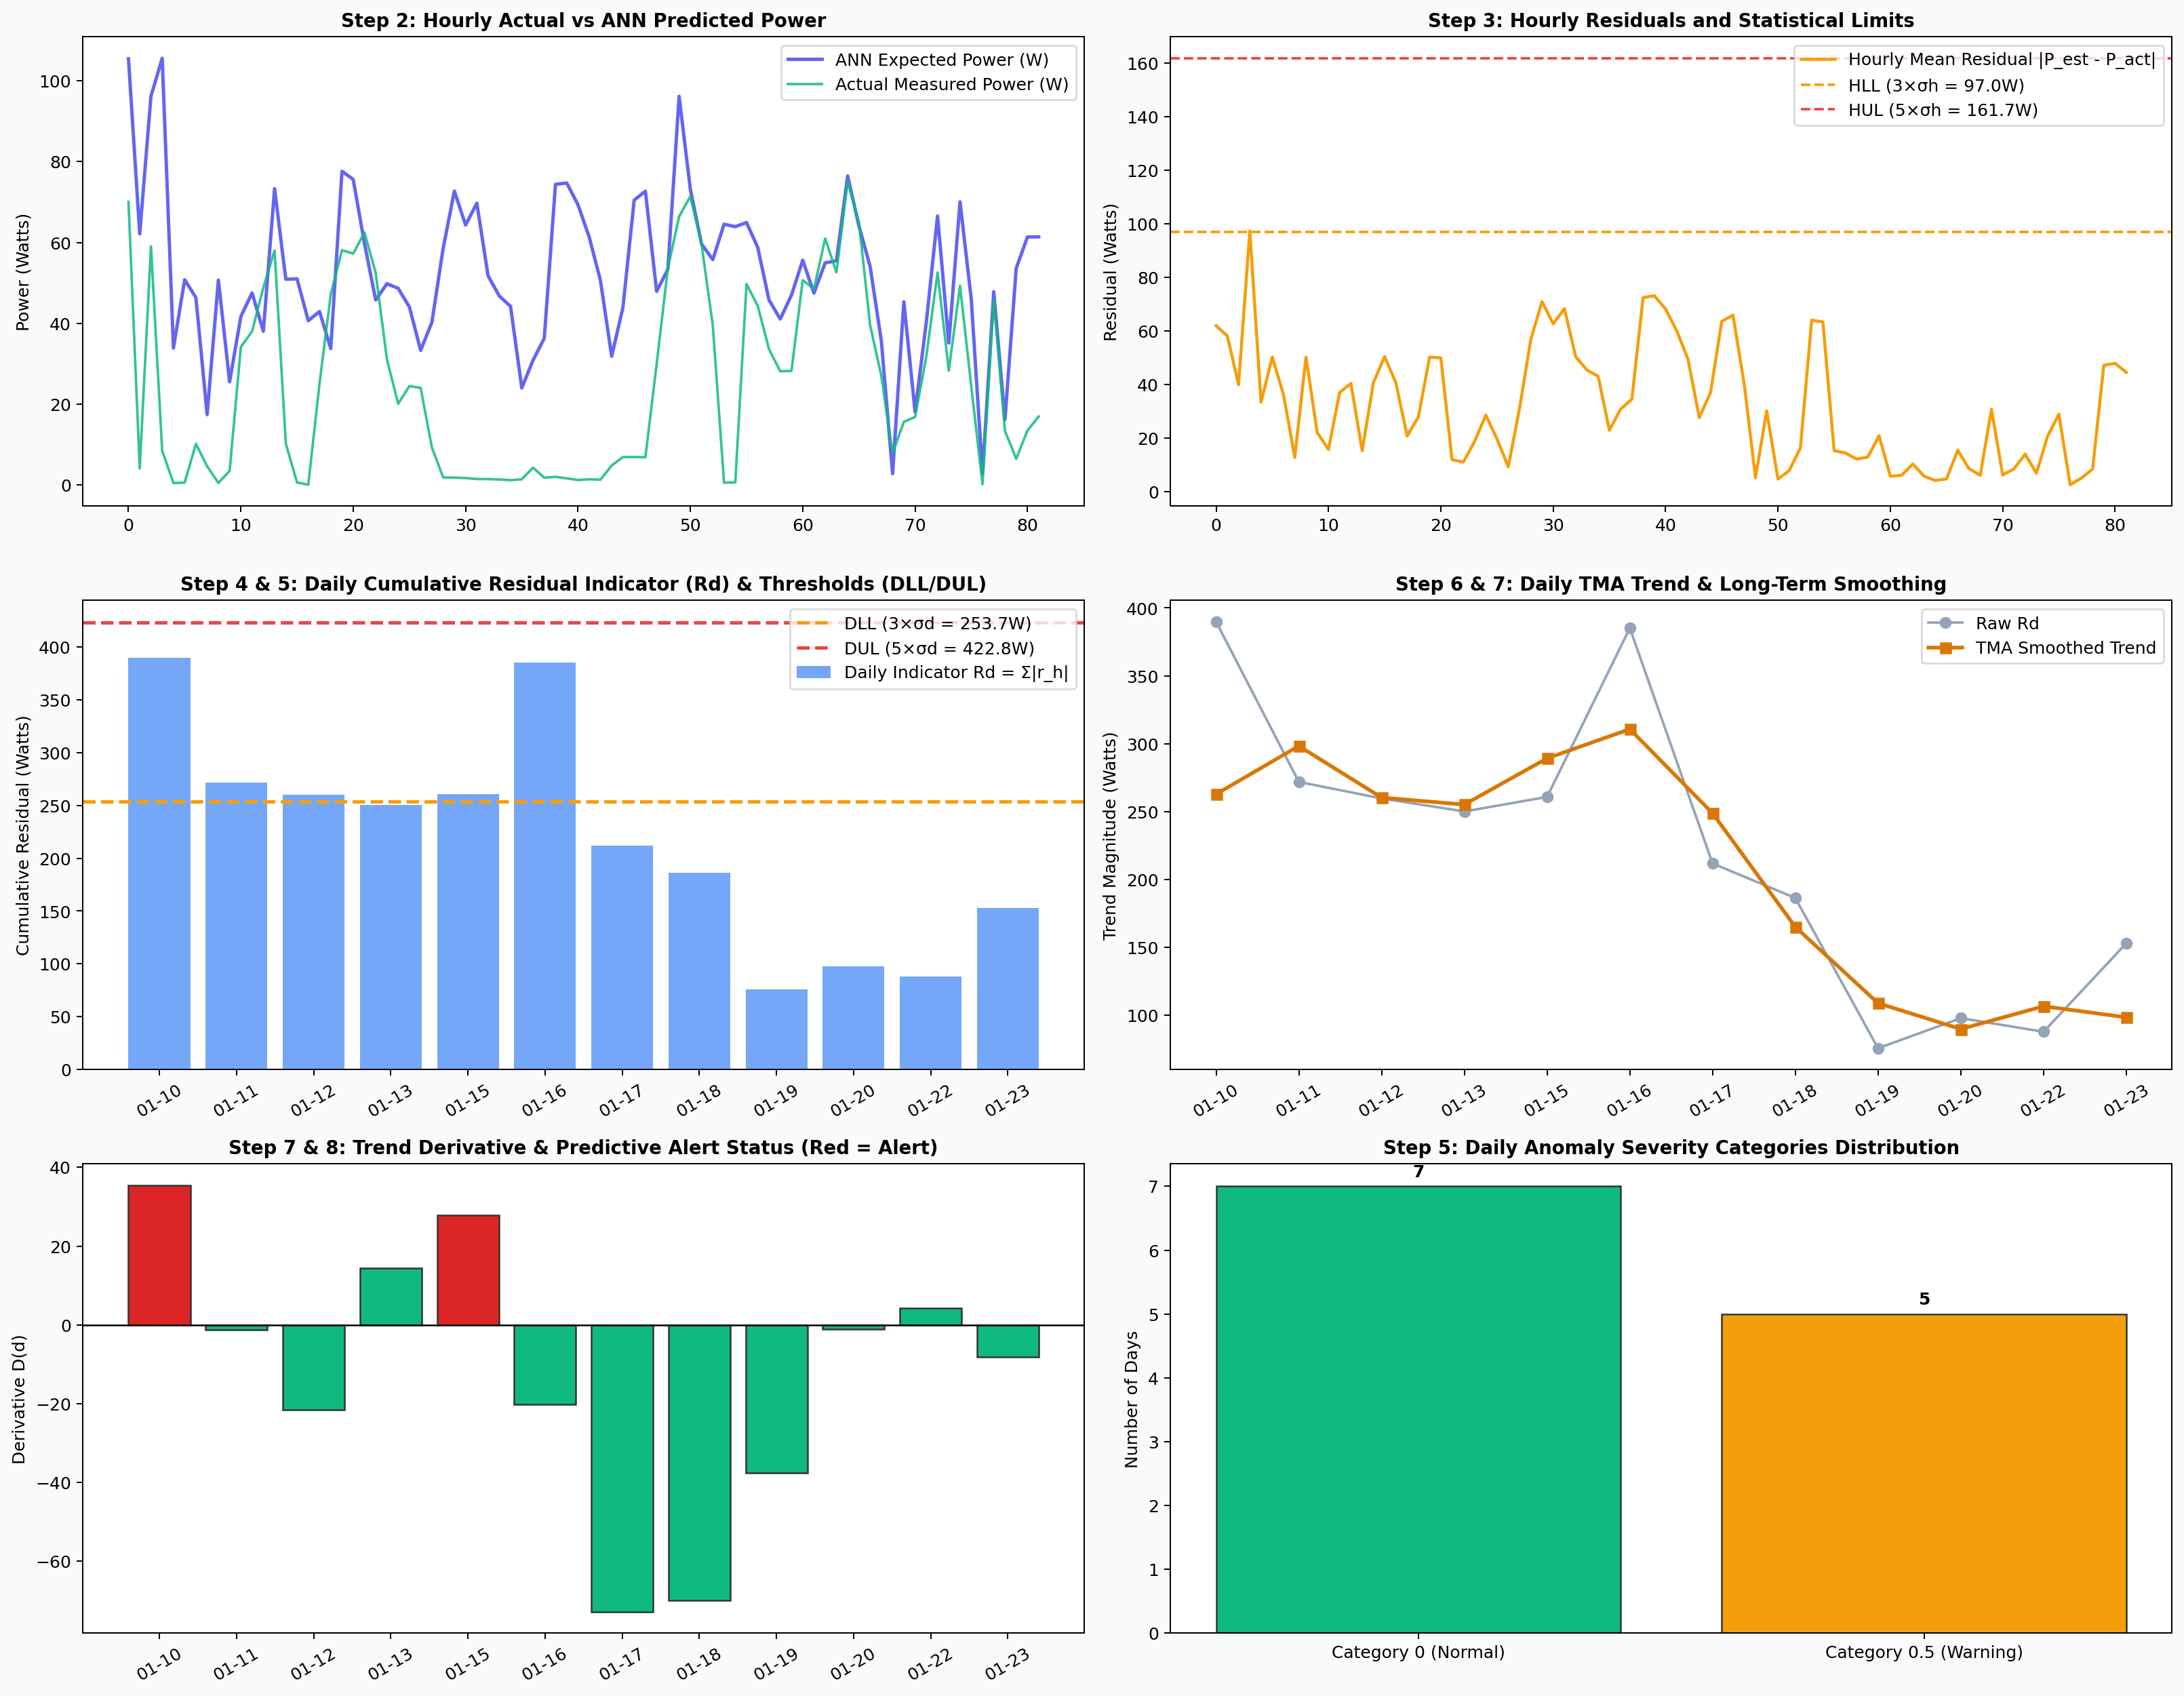 Step 2: Hourly Actual vs ANN Predicted Power
Power (Watts)
100
80
60
40
20
0
ANN Expected Power (W)
Actual Measured Power (W)
0 10 20 30 40 50 60 70 80
Step 3: Hourly Residuals and Statistical Limits
Residual (Watts)
160
140
120
100
80
60
40
20
0
Hourly Mean Residual |P_est - P_act|
HLL (3×σh = 97.0W)
HUL (5×σh = 161.7W)
0 10 20 30 40 50 60 70 80
Step 4 & 5: Daily Cumulative Residual Indicator (Rd) & Thresholds (DLL/DUL)
Cumulative Residual (Watts)
400
350
300
250
200
150
100
50
0
DLL (3×σd = 253.7W)
DUL (5×σd = 422.8W)
Daily Indicator Rd = Σ|r_h|
01-10 01-11 01-12 01-13 01-15 01-16 01-17 01-18 01-19 01-20 01-22 01-23
Step 6 & 7: Daily TMA Trend & Long-Term Smoothing
Trend Magnitude (Watts)
400
350
300
250
200
150
100
Raw Rd
TMA Smoothed Trend
01-10 01-11 01-12 01-13 01-15 01-16 01-17 01-18 01-19 01-20 01-22 01-23
Step 7 & 8: Trend Derivative & Predictive Alert Status (Red = Alert)
Derivative D(d)
40
20
0
−20
−40
−60
01-10 01-11 01-12 01-13 01-15 01-16 01-17 01-18 01-19 01-20 01-22 01-23
Step 5: Daily Anomaly Severity Categories Distribution
Number of Days
7
6
5
4
3
2
1
0
7
5
Category 0 (Normal) Category 0.5 (Warning)